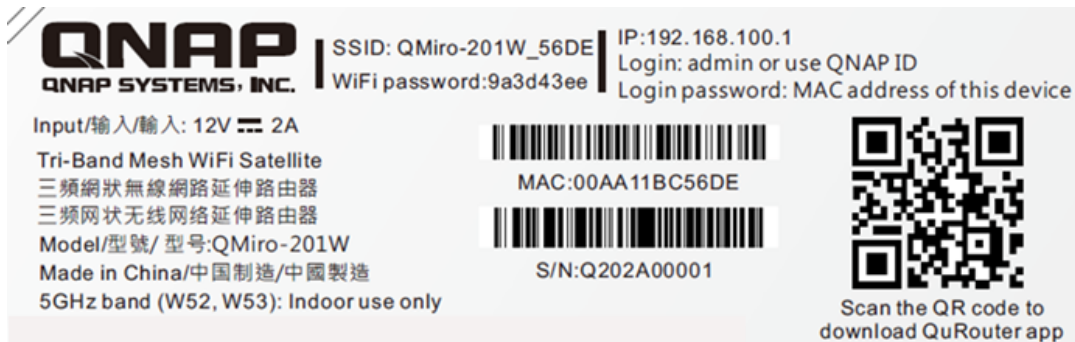 QNAP
QNAP SYSTEMS, INC.
SSID: QMiro-201W_56DE
WiFi password:9a3d43ee
IP:192.168.100.1
Login: admin or use QNAP ID
Login password: MAC address of this device
Input/输入/輸入: 12V ⎓ 2A
Tri-Band Mesh WiFi Satellite
三頻網狀無線網路延伸路由器
三频网状无线网络延伸路由器
Model/型號/ 型号:QMiro-201W
Made in China/中国制造/中國製造
5GHz band (W52, W53): Indoor use only
MAC:00AA11BC56DE
S/N:Q202A00001
Scan the QR code to
download QuRouter app